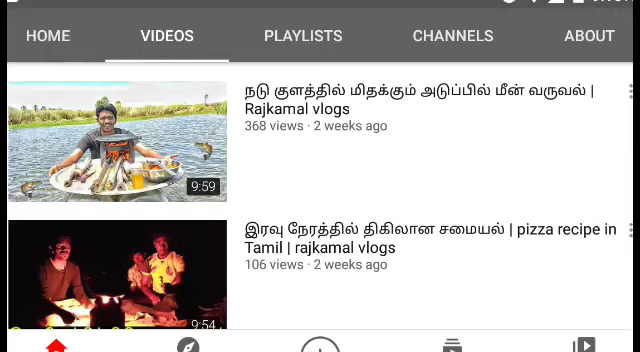 HOME VIDEOS PLAYLISTS CHANNELS ABOUT
நடு குளத்தில் மிதக்கும் அடுப்பில் மீன் வருவல் |
Rajkamal vlogs
368 views · 2 weeks ago
9:59
இரவு நேரத்தில் திகிலான சமையல் | pizza recipe in
Tamil | rajkamal vlogs
106 views · 2 weeks ago
9:54